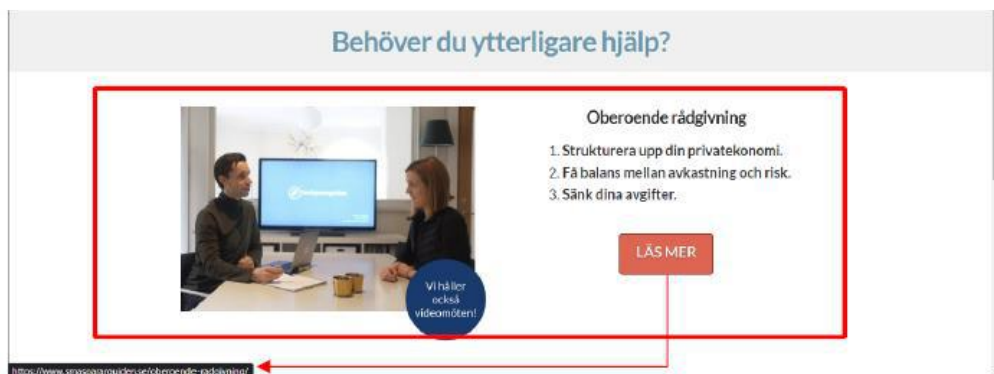 Behöver du ytterligare hjälp?
Oberoende rådgivning
1. Strukturera upp din privatekonomi.
2. Få balans mellan avkastning och risk.
3. Sänk dina avgifter.
LÄS MER
Vi håller
också
videomöten!
https://www.smaspararguiden.se/oberoende-radgivning/